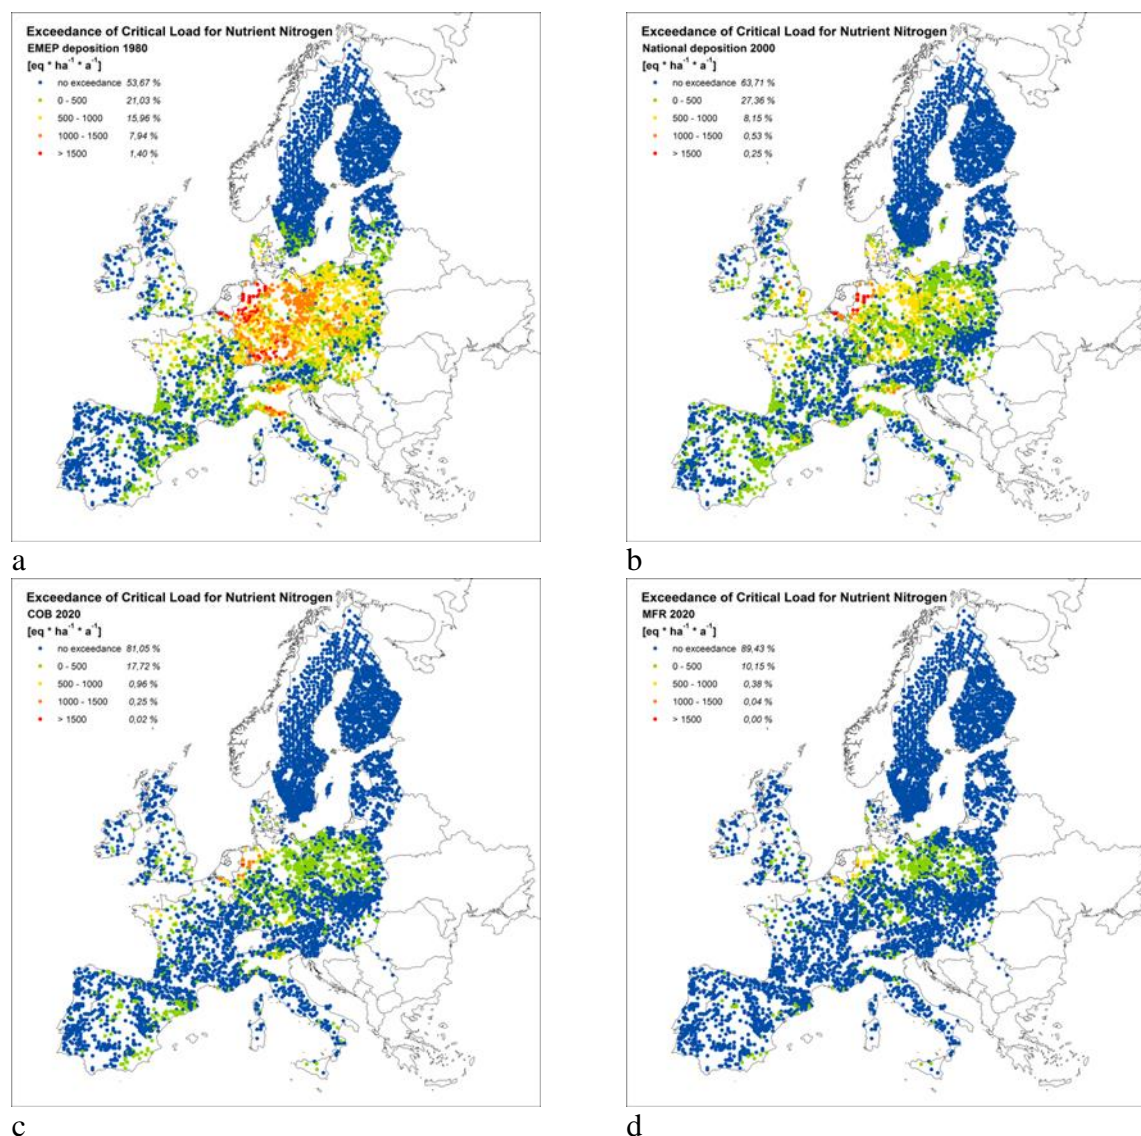 Exceedance of Critical Load for Nutrient Nitrogen
EMEP deposition 1980
[eq * ha⁻¹ * a⁻¹]
no exceedance 53,67 %
0 - 500 21,03 %
500 - 1000 15,96 %
1000 - 1500 7,94 %
> 1500 1,40 %
a
Exceedance of Critical Load for Nutrient Nitrogen
National deposition 2000
[eq * ha⁻¹ * a⁻¹]
no exceedance 63,71 %
0 - 500 27,36 %
500 - 1000 8,15 %
1000 - 1500 0,53 %
> 1500 0,25 %
b
Exceedance of Critical Load for Nutrient Nitrogen
COB 2020
[eq * ha⁻¹ * a⁻¹]
no exceedance 81,05 %
0 - 500 17,72 %
500 - 1000 0,96 %
1000 - 1500 0,25 %
> 1500 0,02 %
c
Exceedance of Critical Load for Nutrient Nitrogen
MFR 2020
[eq * ha⁻¹ * a⁻¹]
no exceedance 89,43 %
0 - 500 10,15 %
500 - 1000 0,38 %
1000 - 1500 0,04 %
> 1500 0,00 %
d